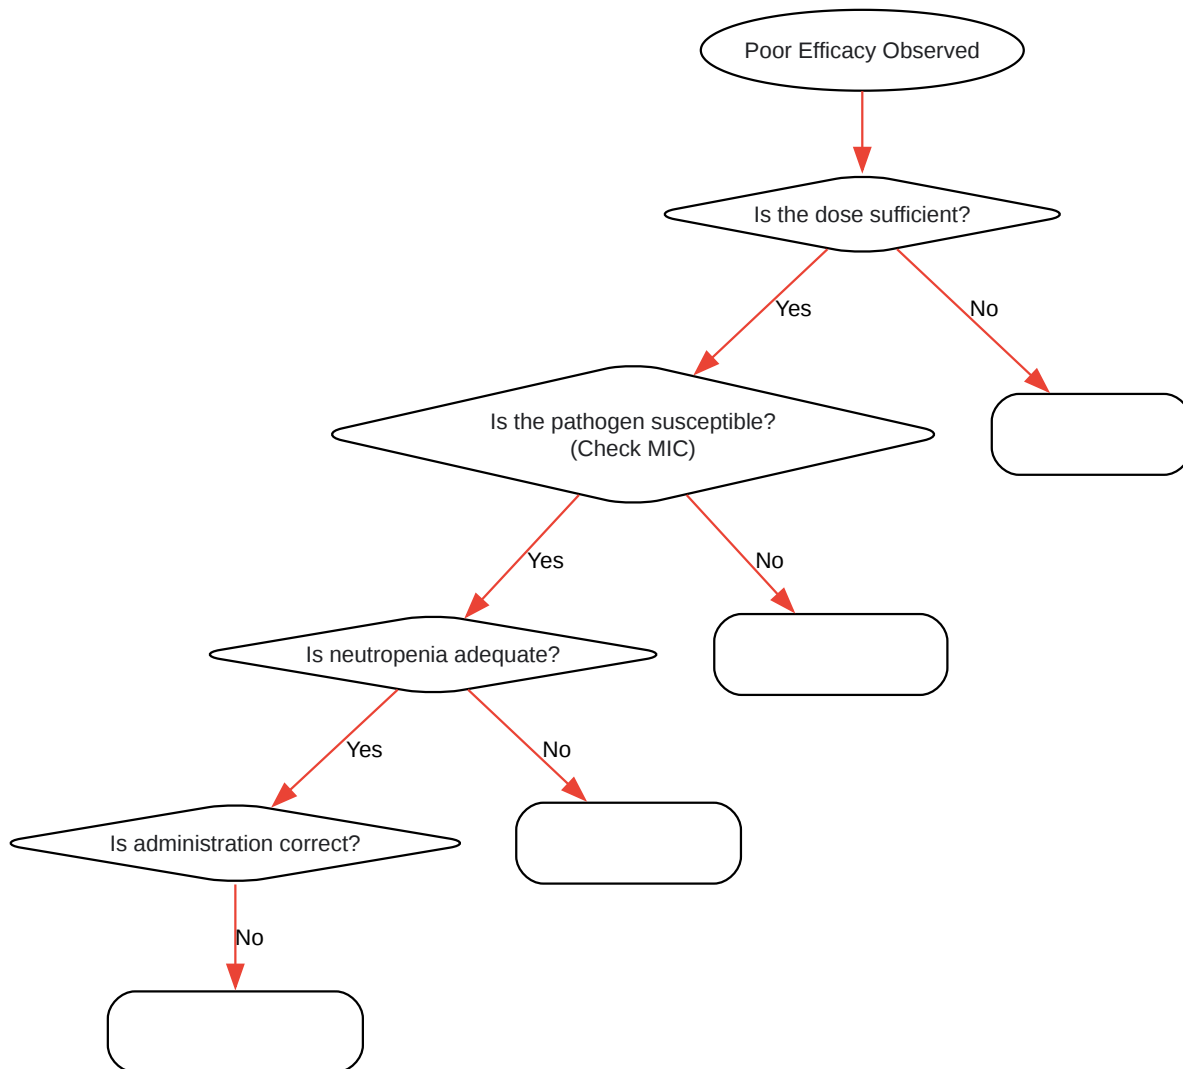 Poor Efficacy Observed
Is the dose sufficient?
Yes
No
Is the pathogen susceptible?
(Check MIC)
Yes
No
Is neutropenia adequate?
Yes
No
Is administration correct?
No